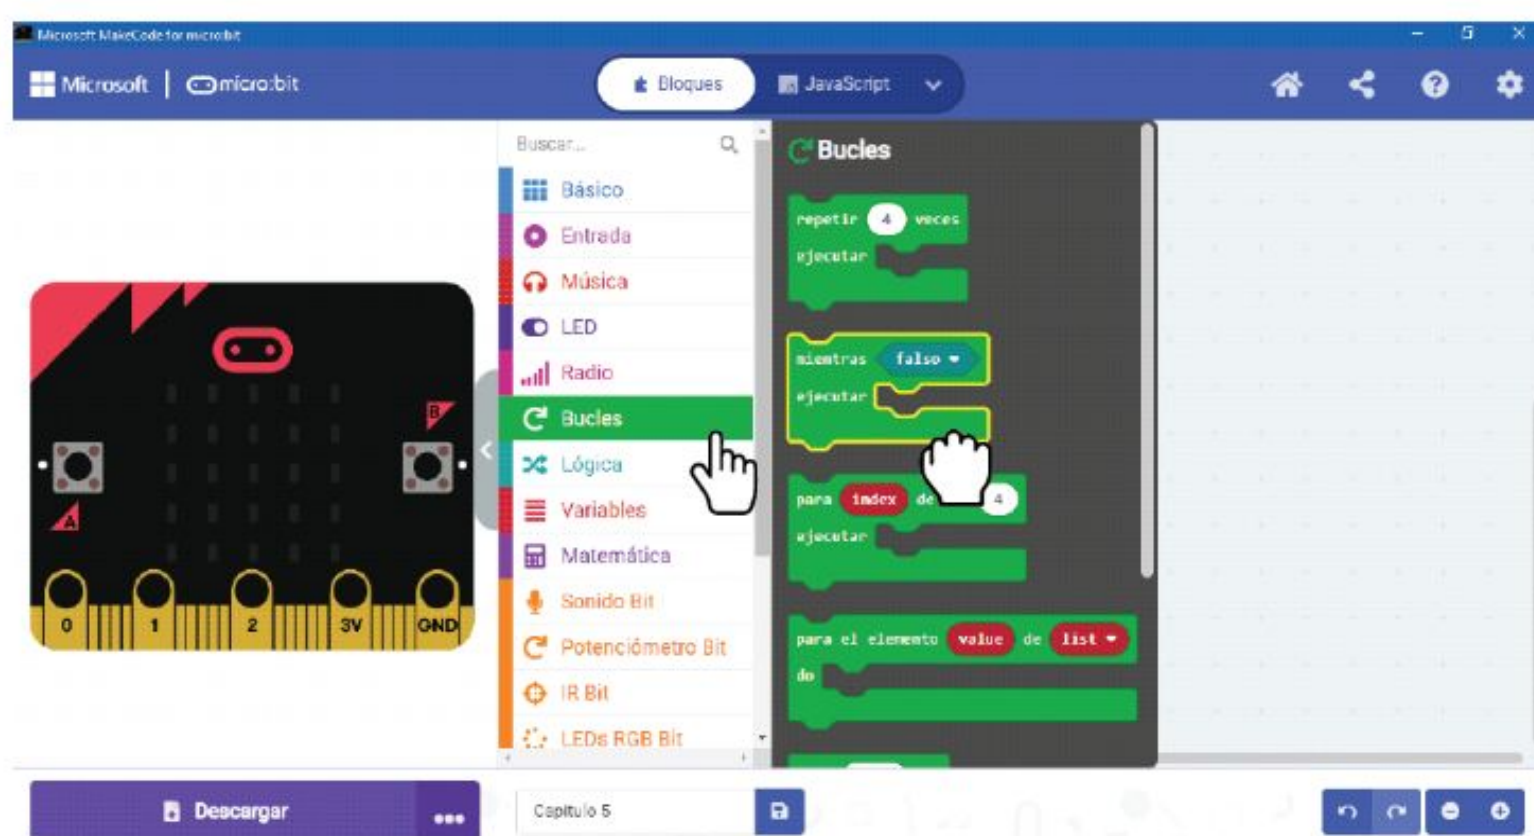 Microsoft MakeCode for micro:bit
Microsoft | micro:bit
Bloques
JavaScript
Buscar...
Básico
Entrada
Música
LED
Radio
Bucles
Lógica
Variables
Matemática
Sonido Bit
Potenciómetro Bit
IR Bit
LEDs RGB Bit
Bucles
repetir 4 veces
ejecutar
mientras falso
ejecutar
para index de 4
ejecutar
para el elemento value de list
do
B
A
0 1 2 3V GND
Descargar
Capítulo 5